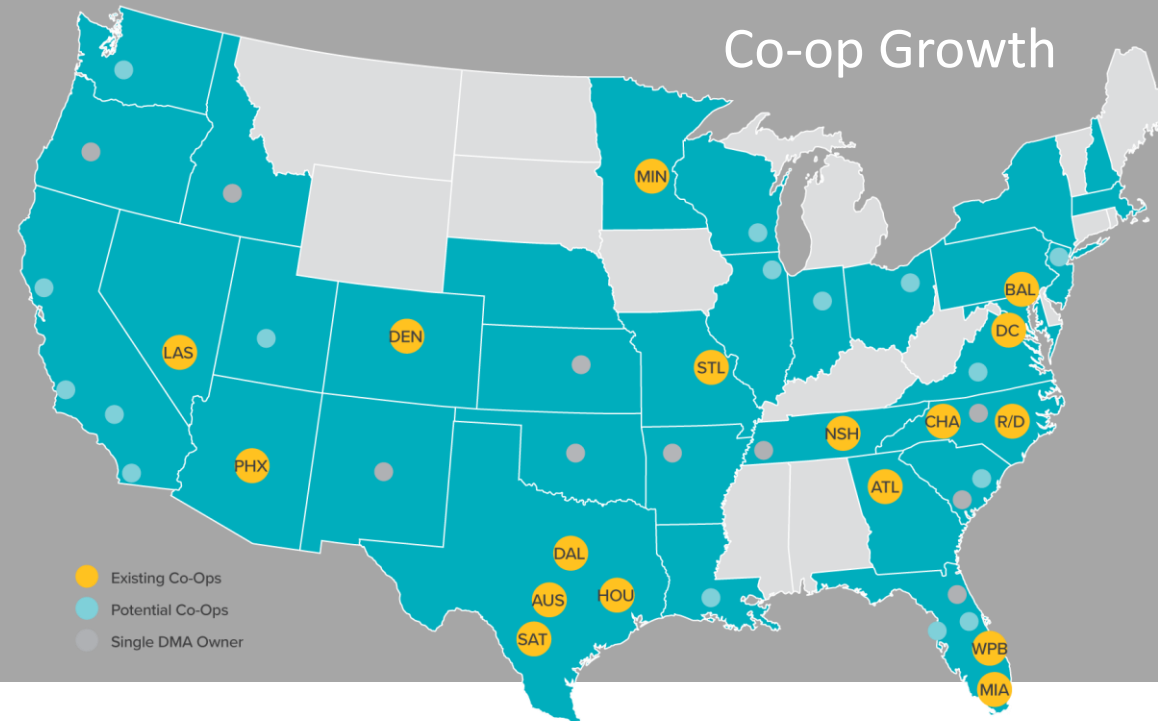 Co-op Growth
MIN
BAL
DC
DEN
LAS
STL
CHA
R/D
NSH
PHX
ATL
DAL
HOU
AUS
SAT
WPB
MIA
Existing Co-Ops
Potential Co-Ops
Single DMA Owner